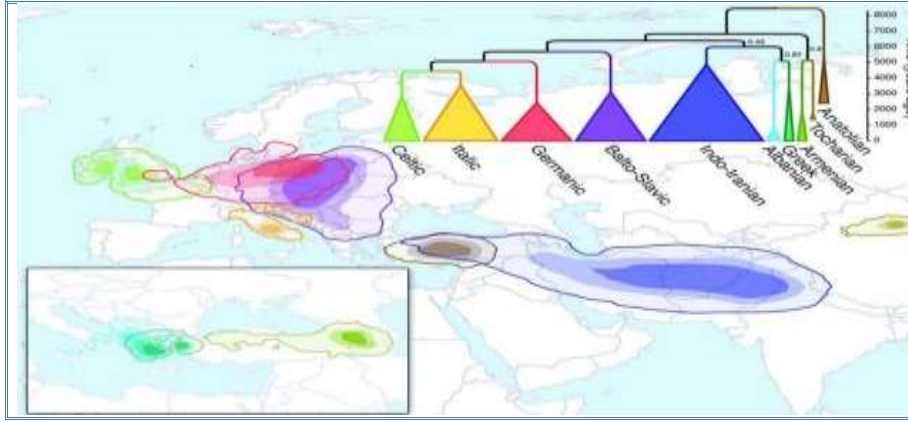 8000
7000
6000
5000
4000
3000
2000
1000
0
Celtic
Italic
Germanic
Balto-Slavic
Indo-Iranian
Albanian
Greek
Armenian
Tocharian
Anatolian